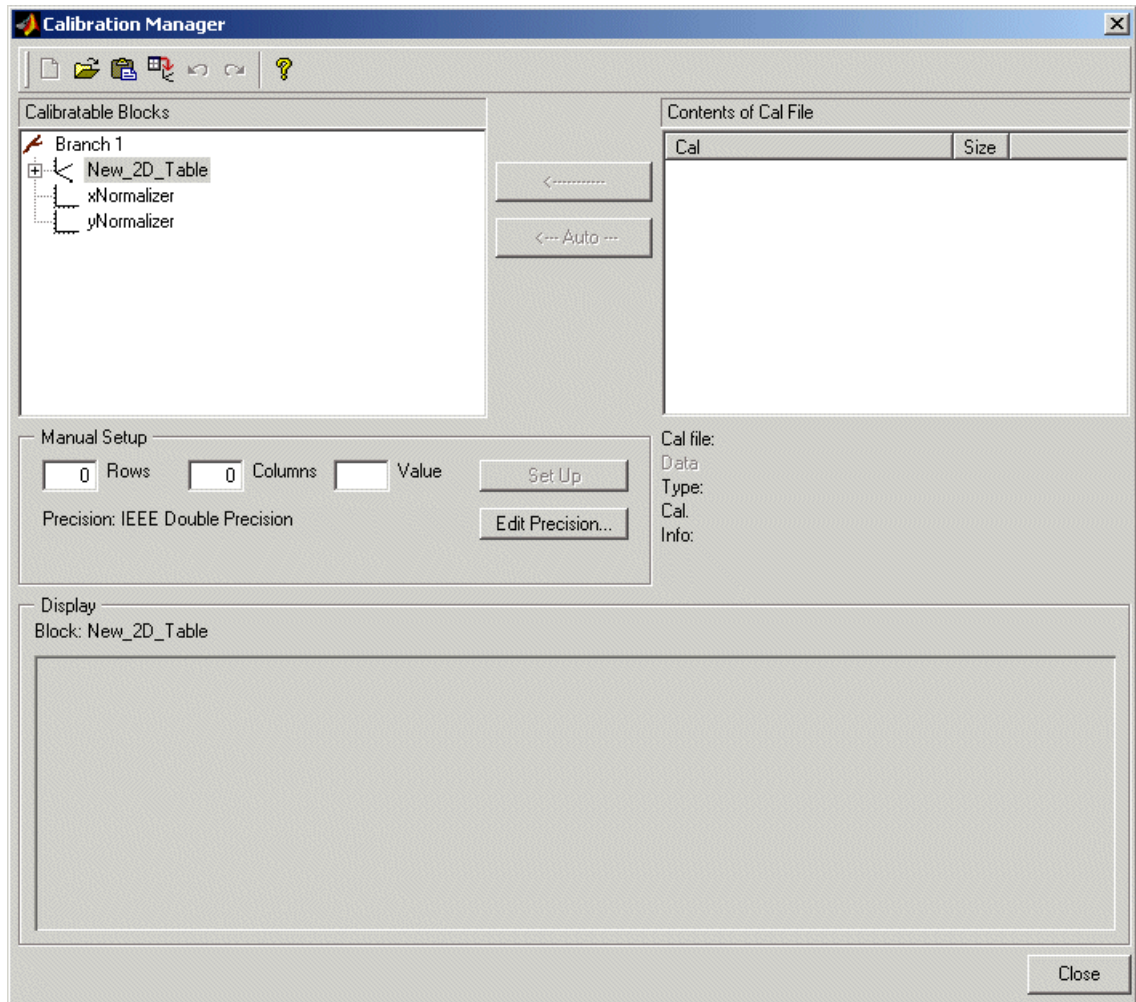 Calibration Manager
Calibratable Blocks
Contents of Cal File
Branch 1
New_2D_Table
xNormalizer
yNormalizer
<-----------
<--- Auto ---
Cal Size
Manual Setup
0 Rows 0 Columns Value Set Up
Precision: IEEE Double Precision Edit Precision...
Cal file:
Data
Type:
Cal.
Info:
Display
Block: New_2D_Table
Close